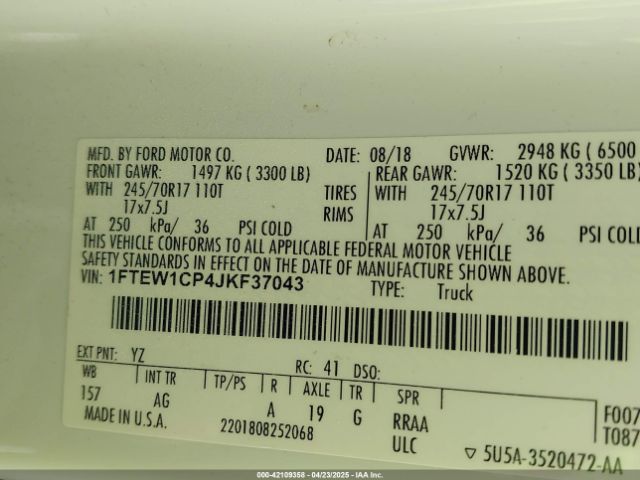 MFD. BY FORD MOTOR CO. DATE: 08/18 GVWR: 2948 KG ( 6500
FRONT GAWR: 1497 KG ( 3300 LB) REAR GAWR: 1520 KG ( 3350 LB)
WITH 245/70R17 110T TIRES WITH 245/70R17 110T
17x7.5J RIMS 17x7.5J
AT 250 kPa/ 36 PSI COLD AT 250 kPa/ 36 PSI COLD
THIS VEHICLE CONFORMS TO ALL APPLICABLE FEDERAL MOTOR VEHICLE
SAFETY STANDARDS IN EFFECT ON THE DATE OF MANUFACTURE SHOWN ABOVE.
VIN: 1FTEW1CP4JKF37043 TYPE: Truck
EXT PNT: YZ RC: 41 DSO:
WB INT TR TP/PS R AXLE TR SPR
157 AG A 19 G RRAA F007
MADE IN U.S.A. 2201808252068 ULC T087
▽ 5U5A-3520472-AA
000-42109358 - 04/23/2025 - IAAI.COM